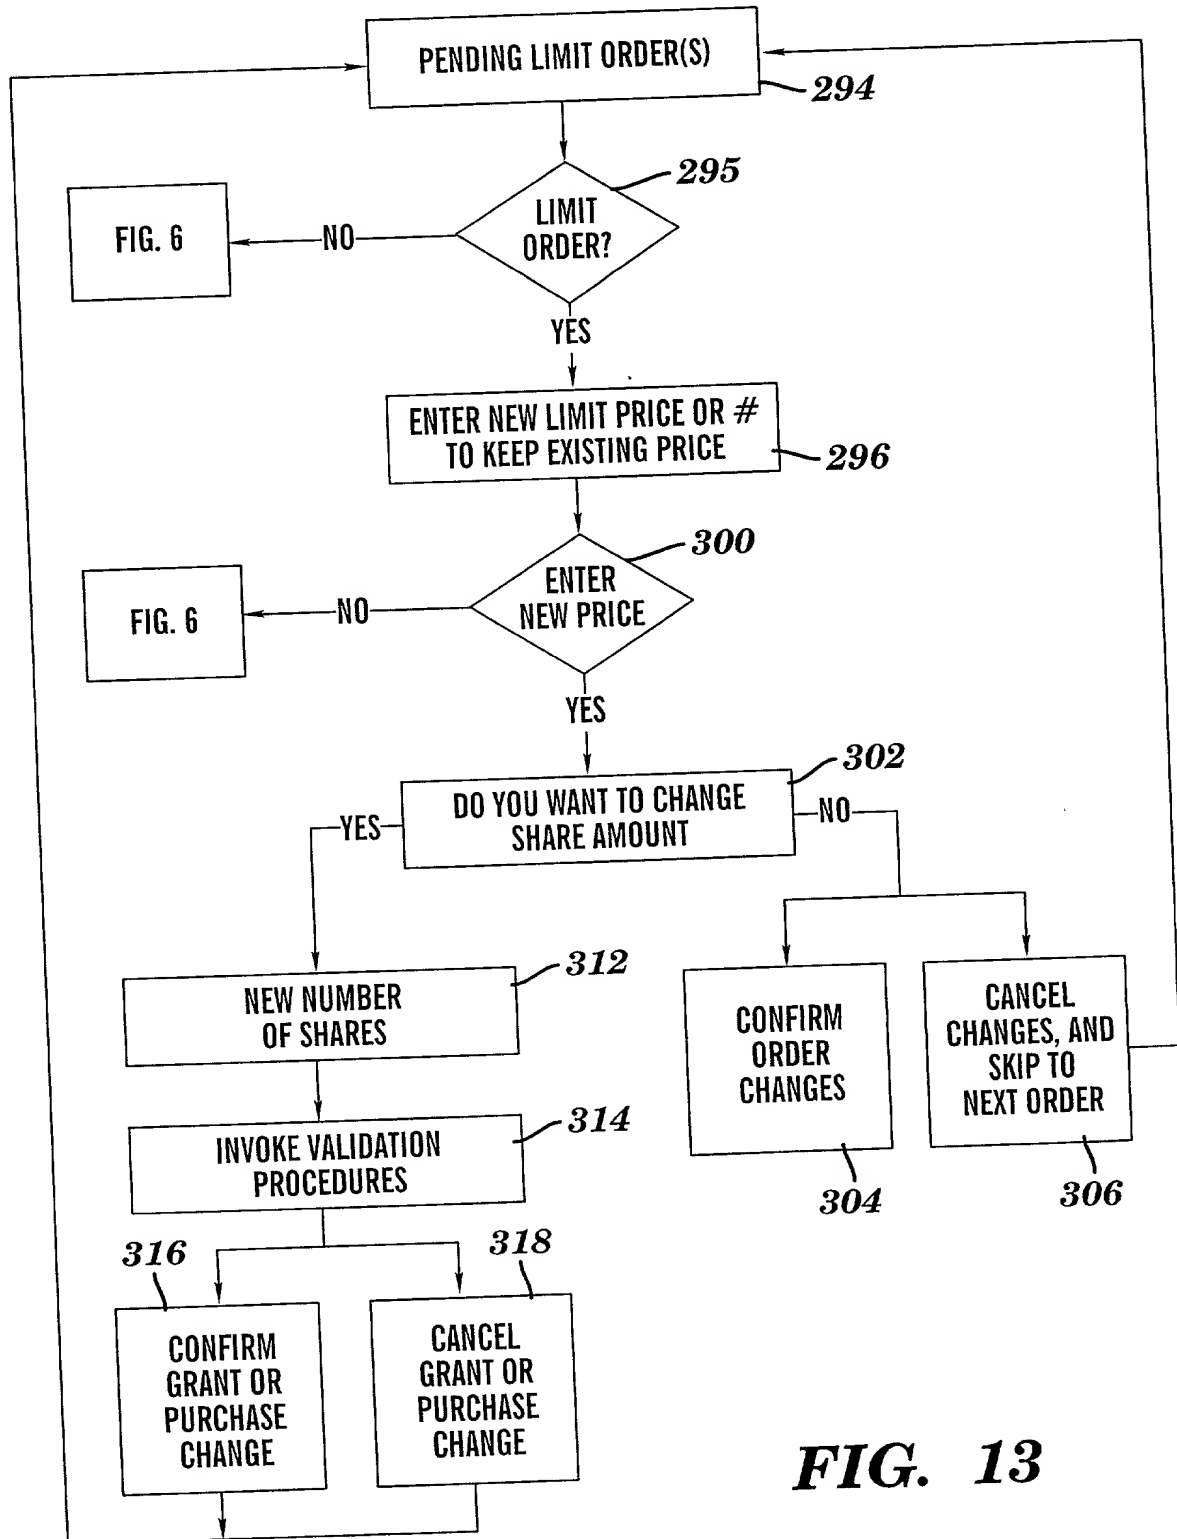 PENDING LIMIT ORDER(S)
294
295
LIMIT
ORDER?
NO
FIG. 6
YES
ENTER NEW LIMIT PRICE OR #
TO KEEP EXISTING PRICE
296
300
ENTER
NEW PRICE
NO
FIG. 6
YES
302
DO YOU WANT TO CHANGE
SHARE AMOUNT
YES
NO
312
NEW NUMBER
OF SHARES
CONFIRM
ORDER
CHANGES
304
CANCEL
CHANGES, AND
SKIP TO
NEXT ORDER
306
314
INVOKE VALIDATION
PROCEDURES
316
318
CONFIRM
GRANT OR
PURCHASE
CHANGE
CANCEL
GRANT OR
PURCHASE
CHANGE
FIG. 13